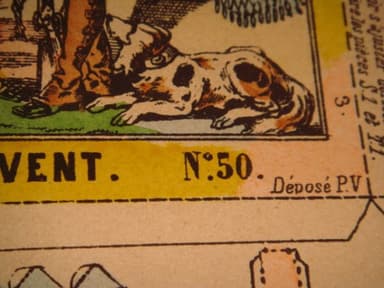 VENT. N°. 50.
Déposé P.V
3.